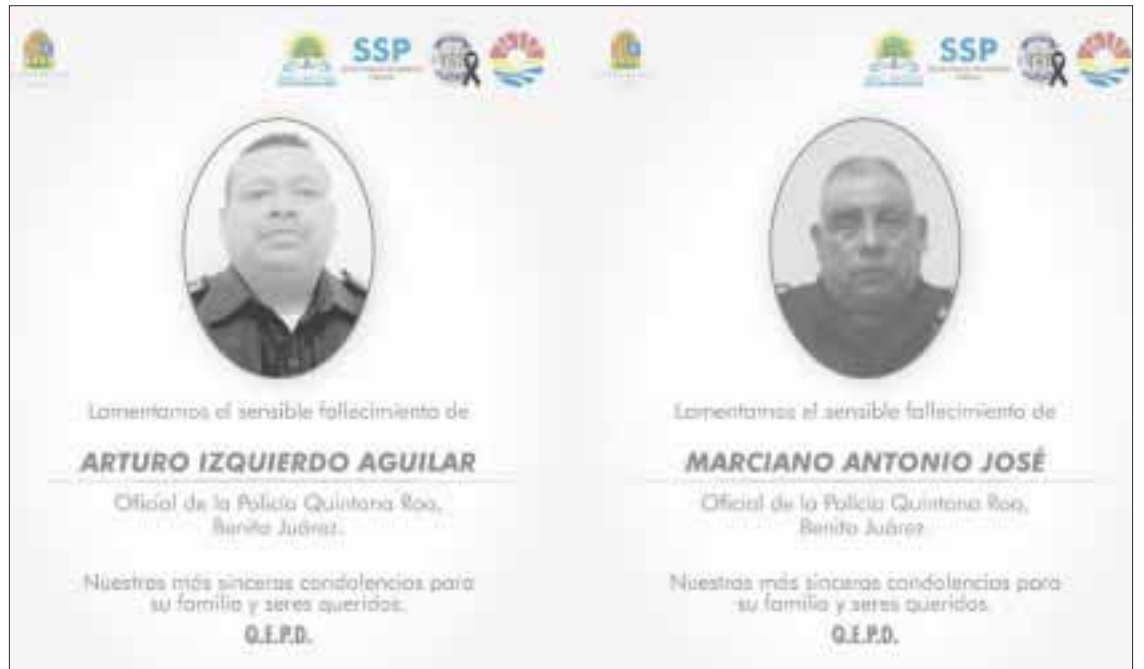 SSP
Lamentamos el sensible fallecimiento de
ARTURO IZQUIERDO AGUILAR
Oficial de la Policía Quintana Roo,
Benito Juárez.
Nuestras más sinceras condolencias para
su familia y seres queridos.
Q.E.P.D.
SSP
Lamentamos el sensible fallecimiento de
MARCIANO ANTONIO JOSÉ
Oficial de la Policía Quintana Roo,
Benito Juárez.
Nuestras más sinceras condolencias para
su familia y seres queridos.
Q.E.P.D.